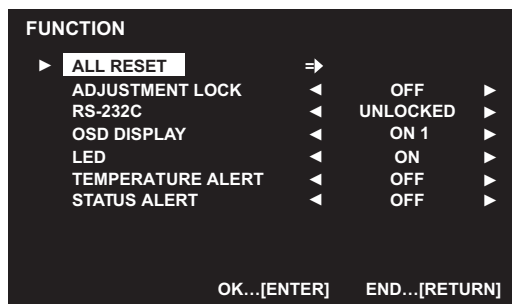 FUNCTION
ALL RESET
ADJUSTMENT LOCK OFF
RS-232C UNLOCKED
OSD DISPLAY ON 1
LED ON
TEMPERATURE ALERT OFF
STATUS ALERT OFF
OK…[ENTER] END…[RETURN]